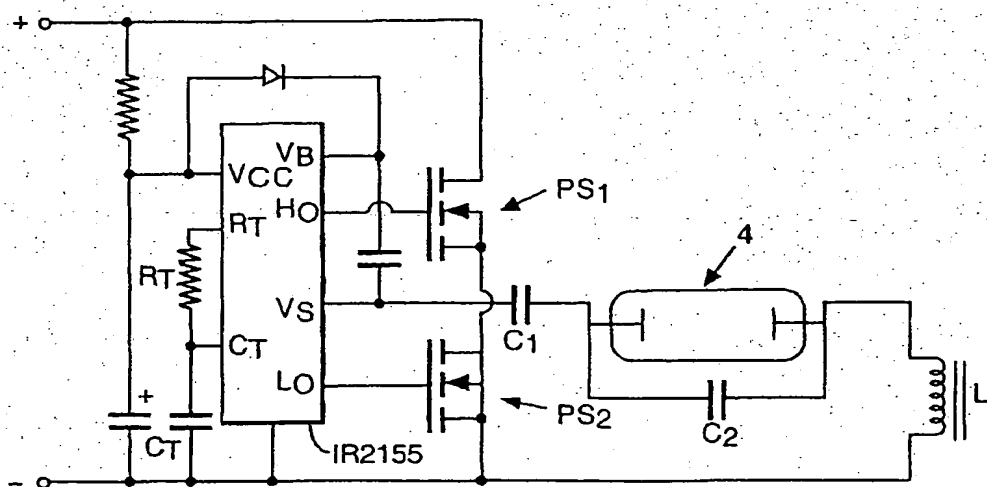 +
VCC
VB
HO
RT
RT
VS
CT
LO
+
CT
IR2155
PS1
PS2
C1
4
C2
L
-